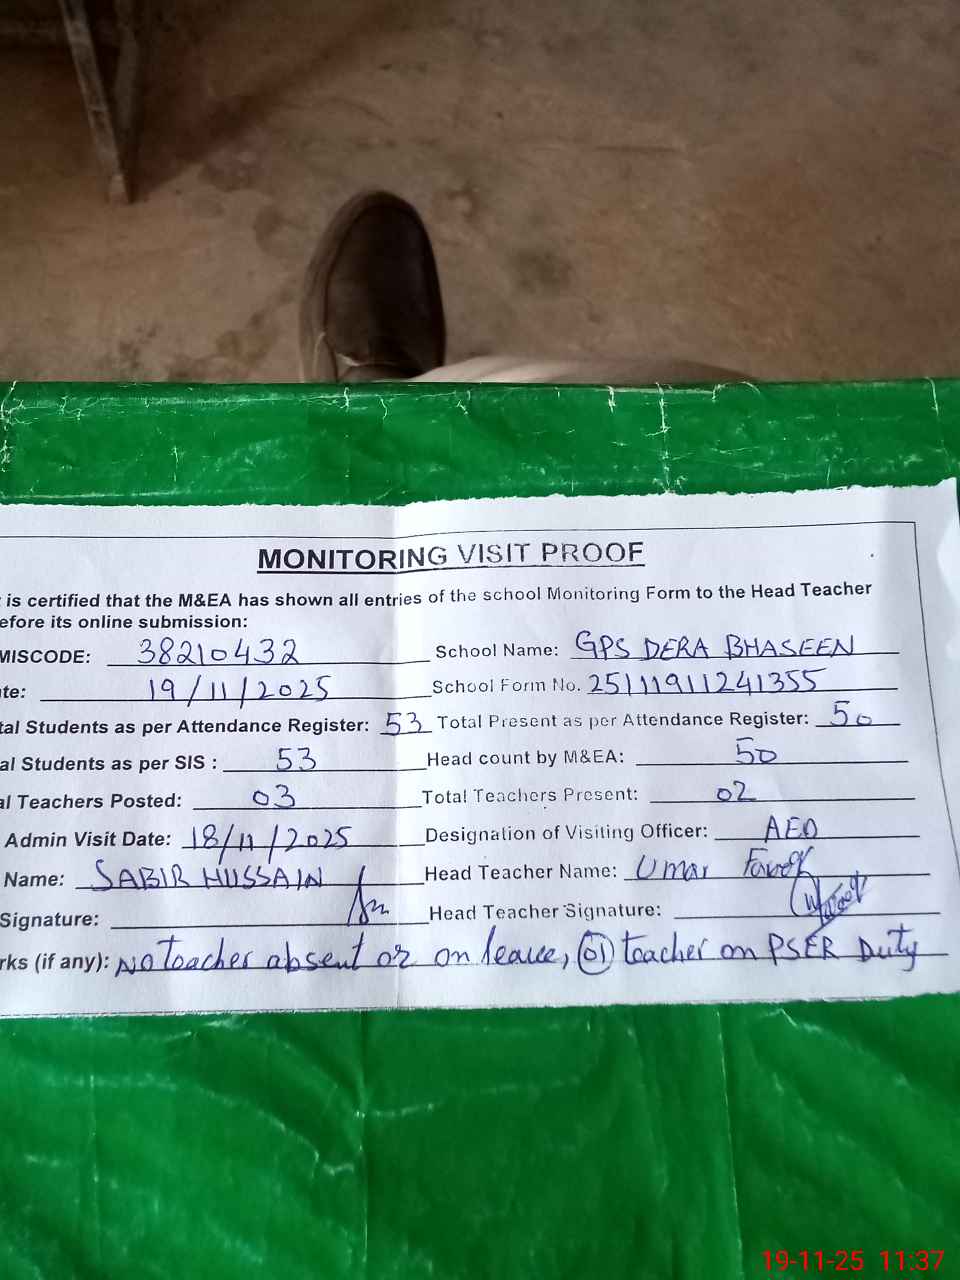 MONITORING VISIT PROOF
is certified that the M&EA has shown all entries of the school Monitoring Form to the Head Teacher
efore its online submission:
MISCODE: 38210432 School Name: GPS DERA BHASEEN
te: 19/11/2025 School Form No. 25111911241355
tal Students as per Attendance Register: 53 Total Present as per Attendance Register: 50
al Students as per SIS : 53 Head count by M&EA: 50
al Teachers Posted: 03 Total Teachers Present: 02
Admin Visit Date: 18/11/2025 Designation of Visiting Officer: AEO
Name: SABIR HUSSAIN Head Teacher Name: Umar Farooq
Signature: Head Teacher Signature:
rks (if any): No teacher absent or on leave, 01 teacher on PSER Duty
19-11-25 11:37